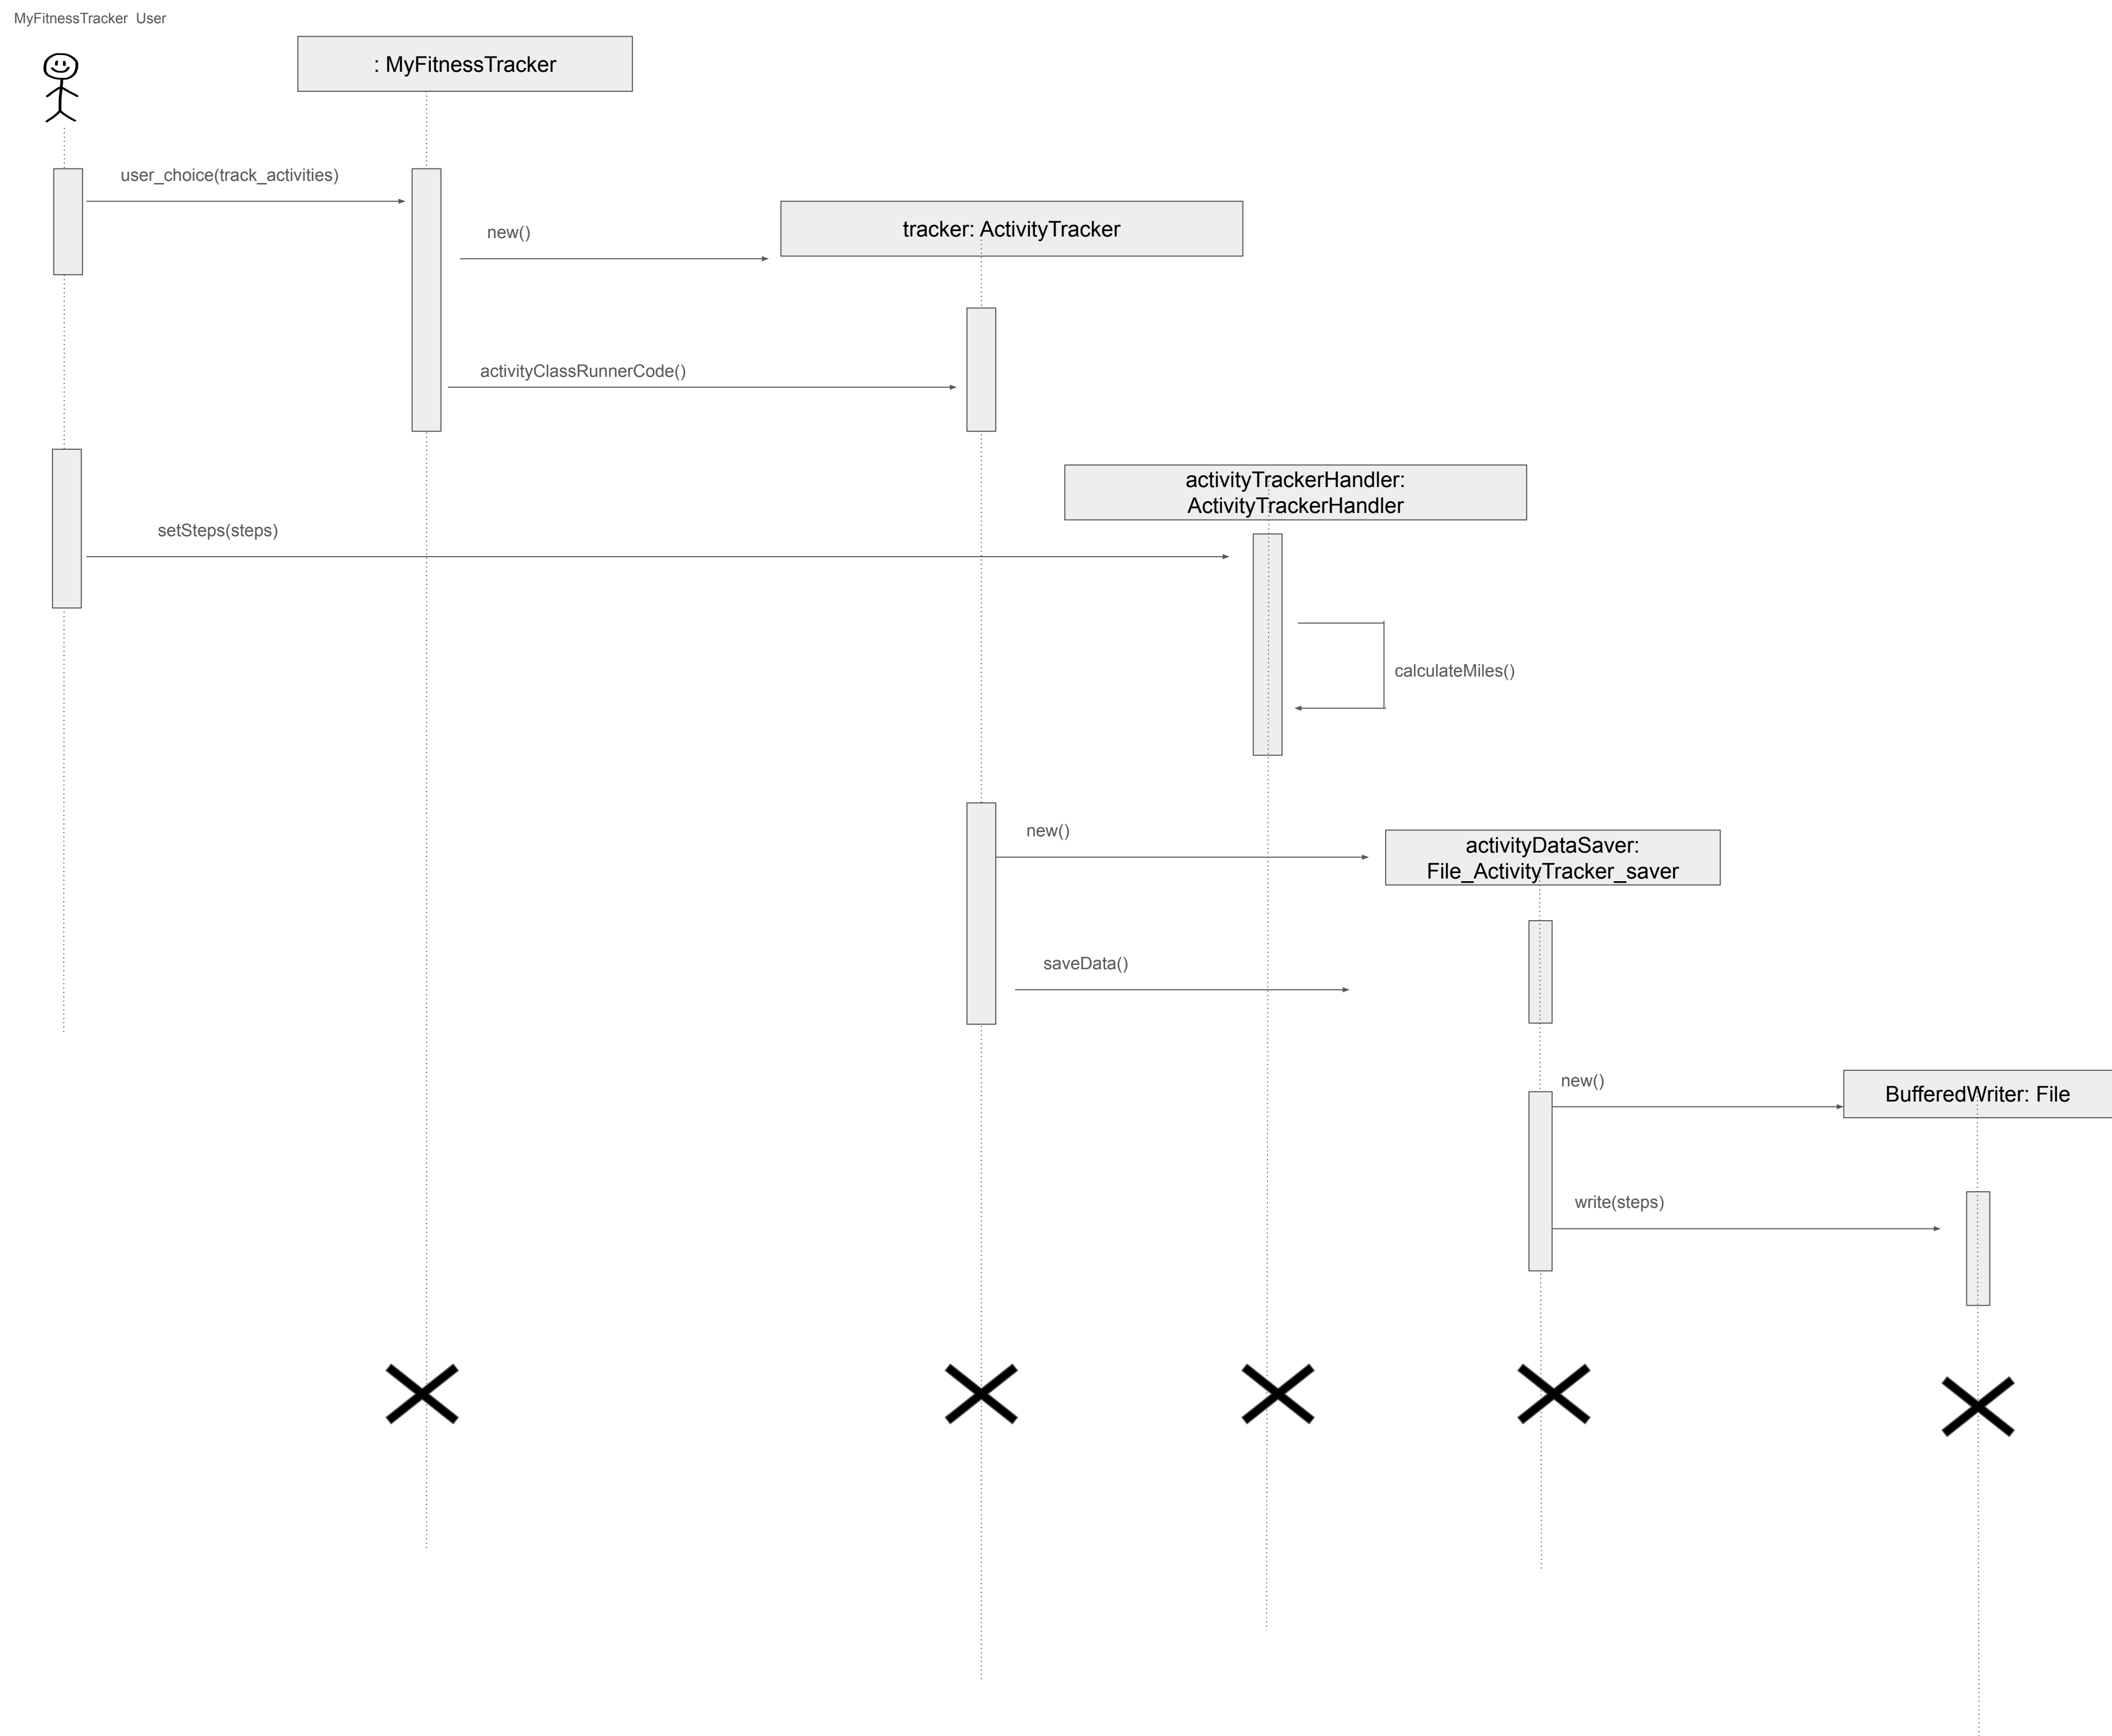 MyFitnessTracker  User
: MyFitnessTracker
user_choice(track_activities)
new()
tracker: ActivityTracker
activityClassRunnerCode()
activityTrackerHandler:
ActivityTrackerHandler
setSteps(steps)
calculateMiles()
new()
activityDataSaver:
File_ActivityTracker_saver
saveData()
new()
BufferedWriter: File
write(steps)